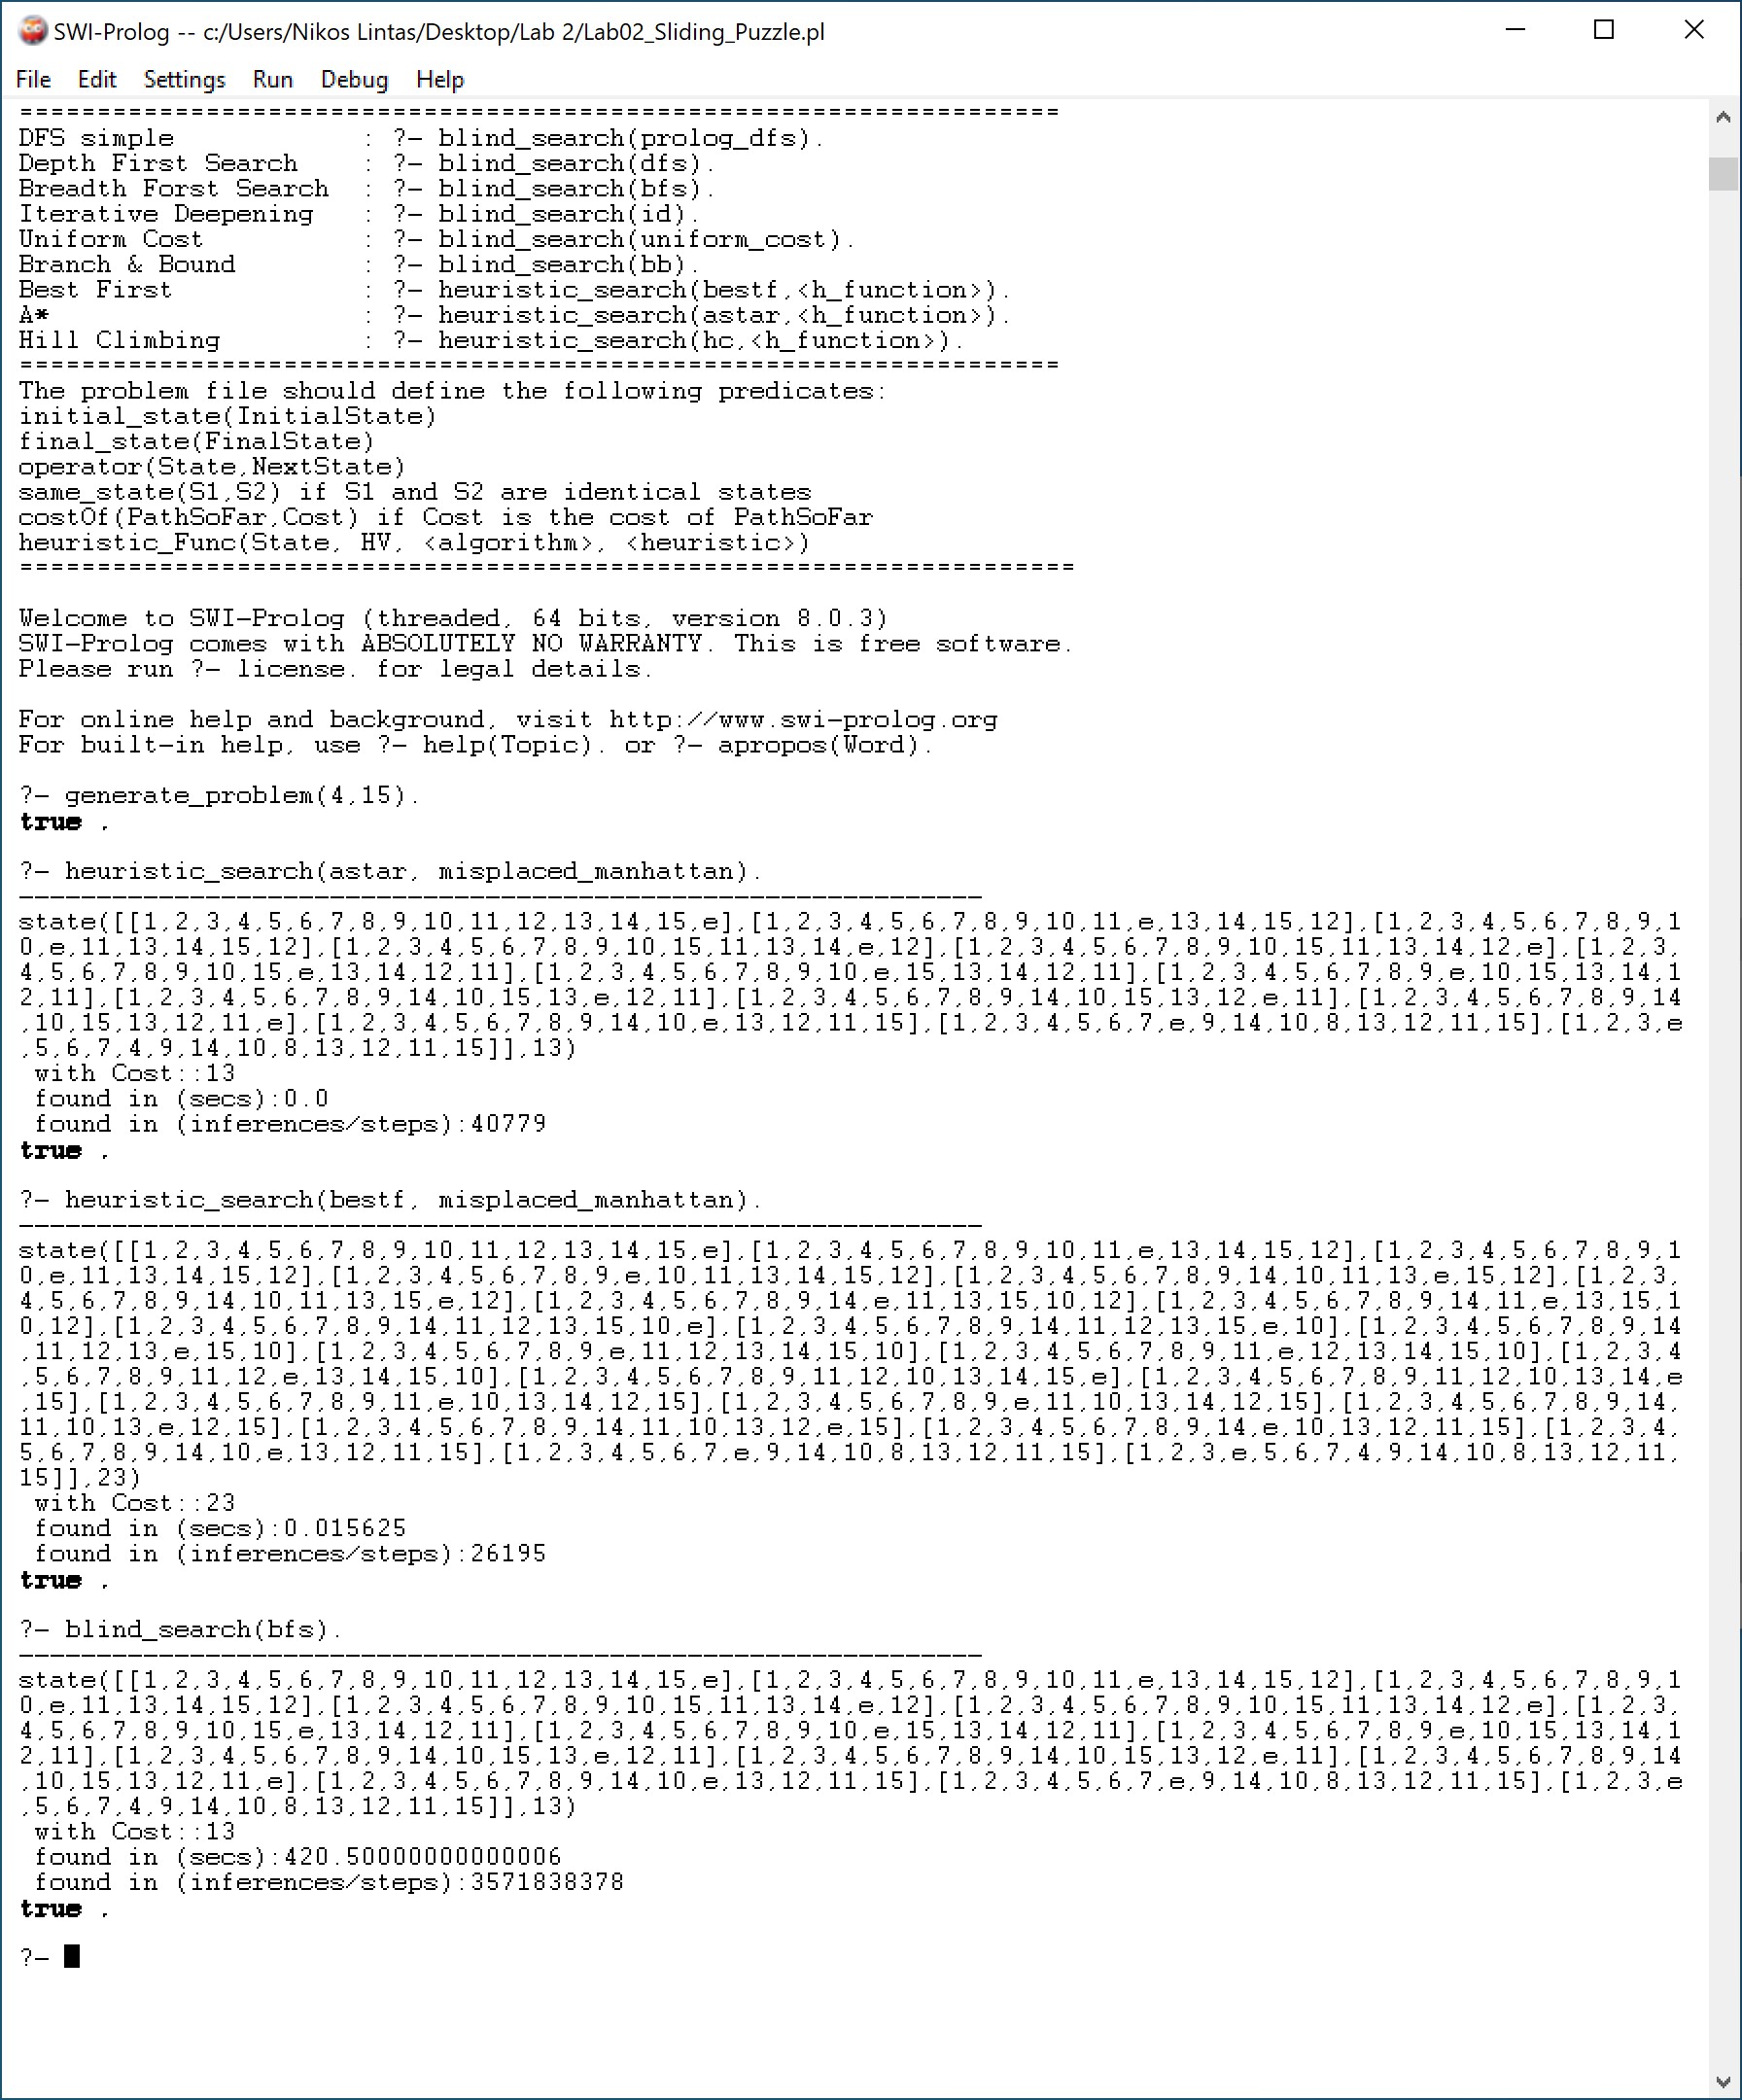 SWI-Prolog -- c:/Users/Nikos Lintas/Desktop/Lab 2/Lab02_Sliding_Puzzle.pl
File Edit Settings Run Debug Help
===================================================================
DFS simple : ?- blind_search(prolog_dfs).
Depth First Search : ?- blind_search(dfs).
Breadth Forst Search : ?- blind_search(bfs).
Iterative Deepening : ?- blind_search(id).
Uniform Cost : ?- blind_search(uniform_cost).
Branch & Bound : ?- blind_search(bb).
Best First : ?- heuristic_search(bestf,<h_function>).
A* : ?- heuristic_search(astar,<h_function>).
Hill Climbing : ?- heuristic_search(hc,<h_function>).
===================================================================
The problem file should define the following predicates:
initial_state(InitialState)
final_state(FinalState)
operator(State,NextState)
same_state(S1,S2) if S1 and S2 are identical states
costOf(PathSoFar,Cost) if Cost is the cost of PathSoFar
heuristic_Func(State, HV, <algorithm>, <heuristic>)
====================================================================
Welcome to SWI-Prolog (threaded, 64 bits, version 8.0.3)
SWI-Prolog comes with ABSOLUTELY NO WARRANTY. This is free software.
Please run ?- license. for legal details.
For online help and background, visit http://www.swi-prolog.org
For built-in help, use ?- help(Topic). or ?- apropos(Word).
?- generate_problem(4,15).
true .
?- heuristic_search(astar, misplaced_manhattan).
--------------------------------------------------------------
state([[1,2,3,4,5,6,7,8,9,10,11,12,13,14,15,e],[1,2,3,4,5,6,7,8,9,10,11,e,13,14,15,12],[1,2,3,4,5,6,7,8,9,1
0,e,11,13,14,15,12],[1,2,3,4,5,6,7,8,9,10,15,11,13,14,e,12],[1,2,3,4,5,6,7,8,9,10,15,11,13,14,12,e],[1,2,3,
4,5,6,7,8,9,10,15,e,13,14,12,11],[1,2,3,4,5,6,7,8,9,10,e,15,13,14,12,11],[1,2,3,4,5,6,7,8,9,e,10,15,13,14,1
2,11],[1,2,3,4,5,6,7,8,9,14,10,15,13,e,12,11],[1,2,3,4,5,6,7,8,9,14,10,15,13,12,e,11],[1,2,3,4,5,6,7,8,9,14
,10,15,13,12,11,e],[1,2,3,4,5,6,7,8,9,14,10,e,13,12,11,15],[1,2,3,4,5,6,7,e,9,14,10,8,13,12,11,15],[1,2,3,e
,5,6,7,4,9,14,10,8,13,12,11,15]],13)
with Cost::13
found in (secs):0.0
found in (inferences/steps):40779
true .
?- heuristic_search(bestf, misplaced_manhattan).
--------------------------------------------------------------
state([[1,2,3,4,5,6,7,8,9,10,11,12,13,14,15,e],[1,2,3,4,5,6,7,8,9,10,11,e,13,14,15,12],[1,2,3,4,5,6,7,8,9,1
0,e,11,13,14,15,12],[1,2,3,4,5,6,7,8,9,e,10,11,13,14,15,12],[1,2,3,4,5,6,7,8,9,14,10,11,13,e,15,12],[1,2,3,
4,5,6,7,8,9,14,10,11,13,15,e,12],[1,2,3,4,5,6,7,8,9,14,e,11,13,15,10,12],[1,2,3,4,5,6,7,8,9,14,11,e,13,15,1
0,12],[1,2,3,4,5,6,7,8,9,14,11,12,13,15,10,e],[1,2,3,4,5,6,7,8,9,14,11,12,13,15,e,10],[1,2,3,4,5,6,7,8,9,14
,11,12,13,e,15,10],[1,2,3,4,5,6,7,8,9,e,11,12,13,14,15,10],[1,2,3,4,5,6,7,8,9,11,e,12,13,14,15,10],[1,2,3,4
,5,6,7,8,9,11,12,e,13,14,15,10],[1,2,3,4,5,6,7,8,9,11,12,10,13,14,15,e],[1,2,3,4,5,6,7,8,9,11,12,10,13,14,e
,15],[1,2,3,4,5,6,7,8,9,11,e,10,13,14,12,15],[1,2,3,4,5,6,7,8,9,e,11,10,13,14,12,15],[1,2,3,4,5,6,7,8,9,14,
11,10,13,e,12,15],[1,2,3,4,5,6,7,8,9,14,11,10,13,12,e,15],[1,2,3,4,5,6,7,8,9,14,e,10,13,12,11,15],[1,2,3,4,
5,6,7,8,9,14,10,e,13,12,11,15],[1,2,3,4,5,6,7,e,9,14,10,8,13,12,11,15],[1,2,3,e,5,6,7,4,9,14,10,8,13,12,11,
15]],23)
with Cost::23
found in (secs):0.015625
found in (inferences/steps):26195
true .
?- blind_search(bfs).
--------------------------------------------------------------
state([[1,2,3,4,5,6,7,8,9,10,11,12,13,14,15,e],[1,2,3,4,5,6,7,8,9,10,11,e,13,14,15,12],[1,2,3,4,5,6,7,8,9,1
0,e,11,13,14,15,12],[1,2,3,4,5,6,7,8,9,10,15,11,13,14,e,12],[1,2,3,4,5,6,7,8,9,10,15,11,13,14,12,e],[1,2,3,
4,5,6,7,8,9,10,15,e,13,14,12,11],[1,2,3,4,5,6,7,8,9,10,e,15,13,14,12,11],[1,2,3,4,5,6,7,8,9,e,10,15,13,14,1
2,11],[1,2,3,4,5,6,7,8,9,14,10,15,13,e,12,11],[1,2,3,4,5,6,7,8,9,14,10,15,13,12,e,11],[1,2,3,4,5,6,7,8,9,14
,10,15,13,12,11,e],[1,2,3,4,5,6,7,8,9,14,10,e,13,12,11,15],[1,2,3,4,5,6,7,e,9,14,10,8,13,12,11,15],[1,2,3,e
,5,6,7,4,9,14,10,8,13,12,11,15]],13)
with Cost::13
found in (secs):420.50000000000006
found in (inferences/steps):3571838378
true .
?-